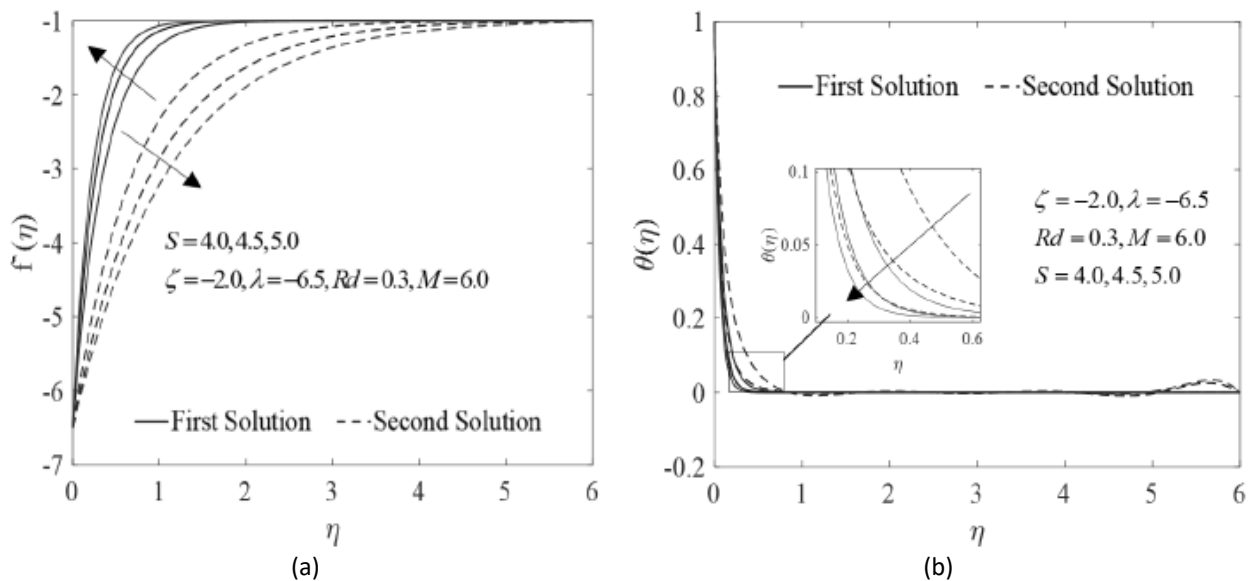 -1
-2
-3
-4
-5
-6
-7
f'(η)
S = 4.0, 4.5, 5.0
ζ = −2.0, λ = −6.5, Rd = 0.3, M = 6.0
First Solution
Second Solution
0 1 2 3 4 5 6
η
(a)
1
0.8
0.6
0.4
0.2
0
-0.2
θ(η)
First Solution
Second Solution
0.1
0.05
0
θ(η)
0.2 0.4 0.6
η
ζ = −2.0, λ = −6.5
Rd = 0.3, M = 6.0
S = 4.0, 4.5, 5.0
0 1 2 3 4 5 6
η
(b)